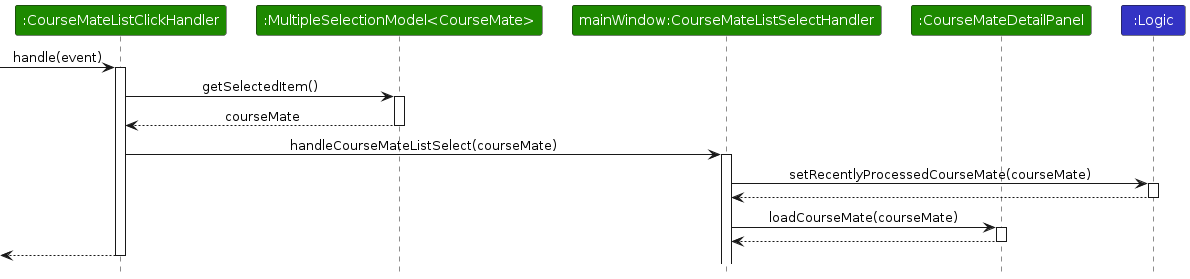 :CourseMateListClickHandler
:MultipleSelectionModel<CourseMate>
mainWindow:CourseMateListSelectHandler
:CourseMateDetailPanel
:Logic
handle(event)
getSelectedItem()
courseMate
handleCourseMateListSelect(courseMate)
setRecentlyProcessedCourseMate(courseMate)
loadCourseMate(courseMate)